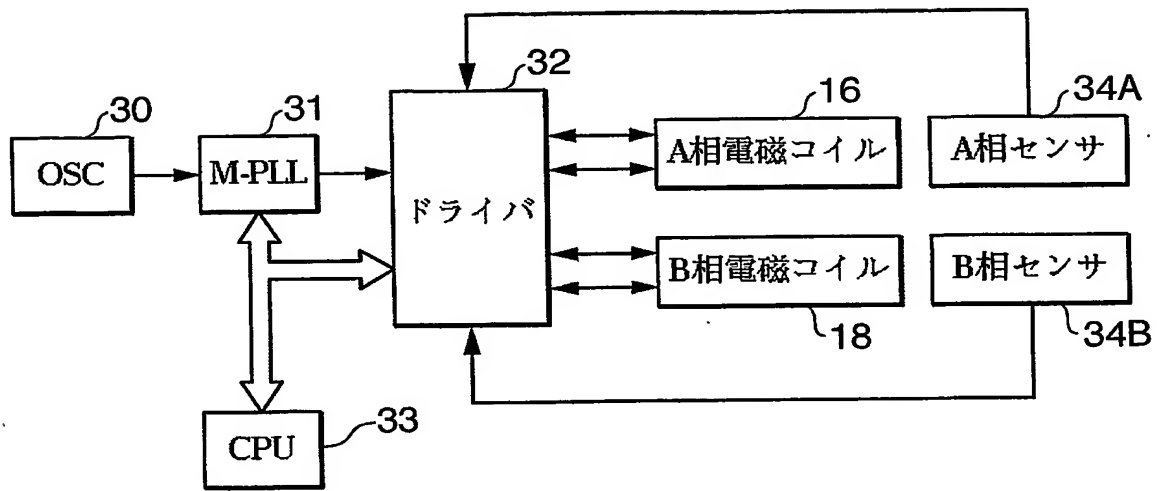 30
OSC
31
M-PLL
32
ドライバ
16
A相電磁コイル
34A
A相センサ
B相電磁コイル
18
B相センサ
34B
CPU
33